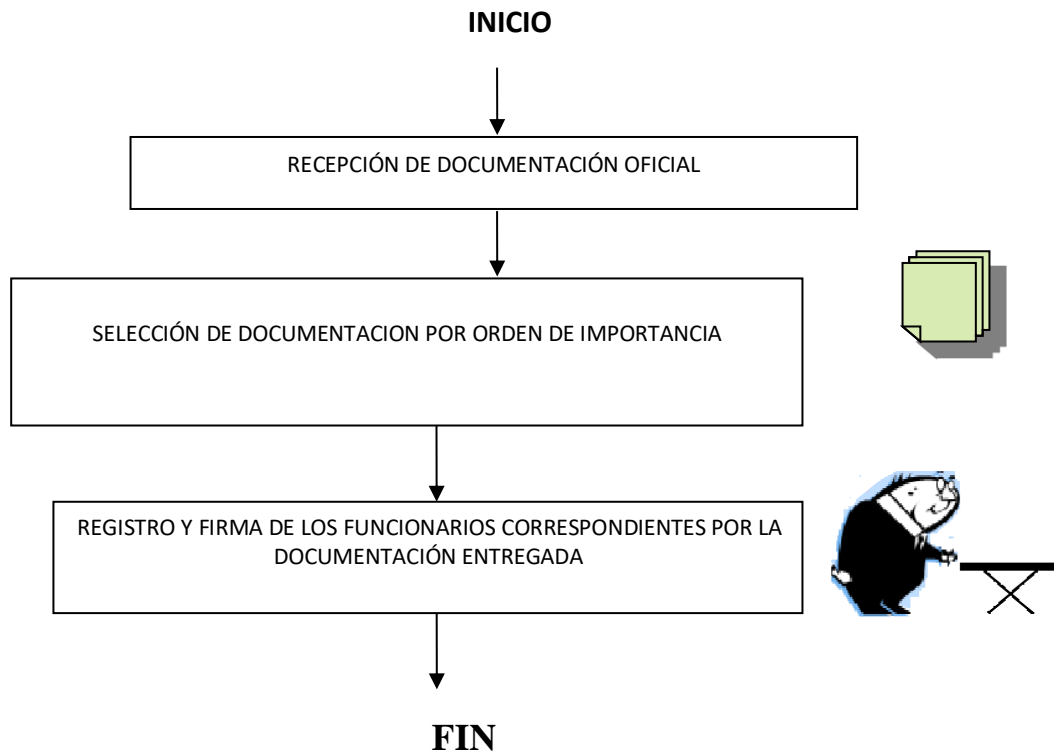 INICIO
RECEPCIÓN DE DOCUMENTACIÓN OFICIAL
SELECCIÓN DE DOCUMENTACION POR ORDEN DE IMPORTANCIA
REGISTRO Y FIRMA DE LOS FUNCIONARIOS CORRESPONDIENTES POR LA
DOCUMENTACIÓN ENTREGADA
FIN